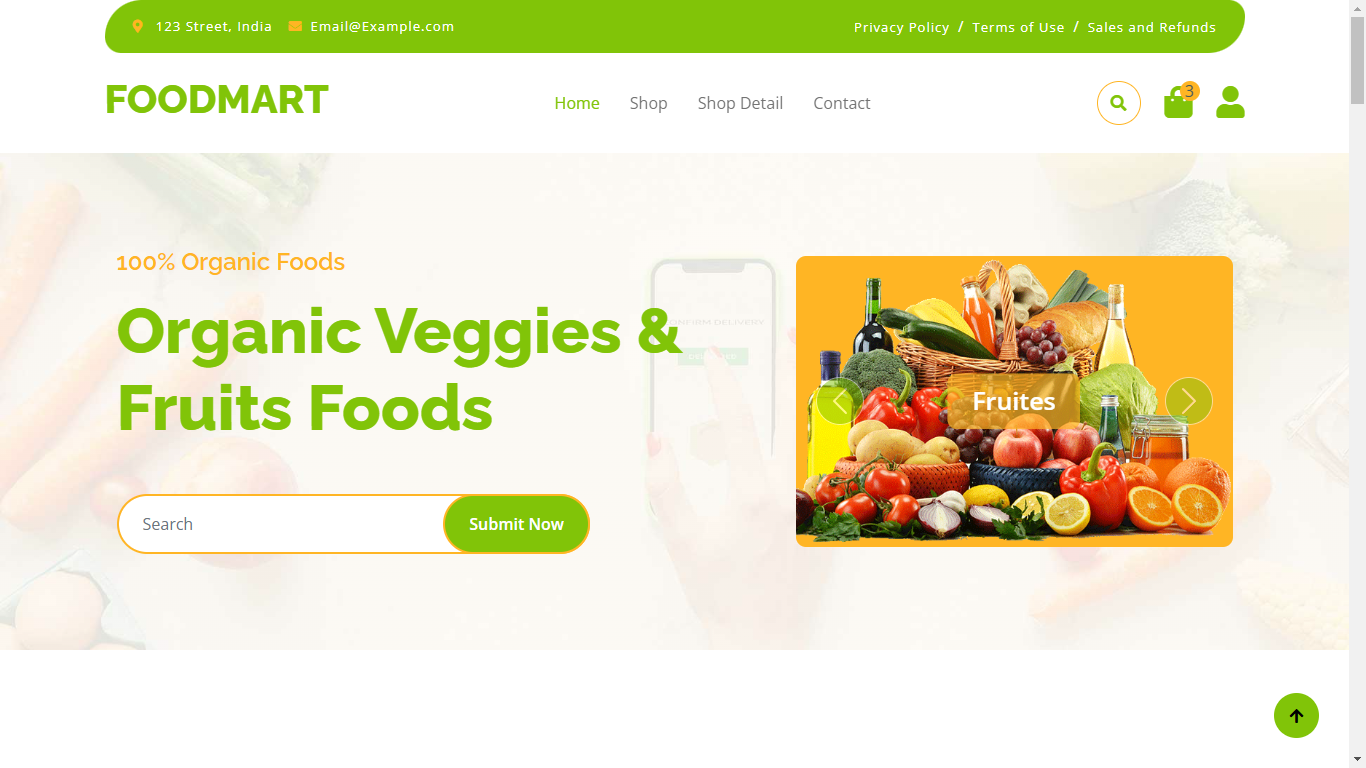 123 Street, India Email@Example.com Privacy Policy / Terms of Use / Sales and Refunds
FOODMART Home Shop Shop Detail Contact 3
100% Organic Foods
Organic Veggies &
Fruits Foods
Fruites
Search Submit Now